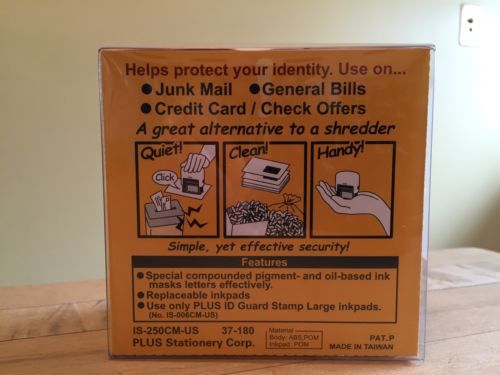 Helps protect your identity. Use on...
● Junk Mail ● General Bills
● Credit Card / Check Offers
A great alternative to a shredder
Quiet! Clean! Handy!
Click
Simple, yet effective security!
Features
● Special compounded pigment- and oil-based ink
masks letters effectively.
● Replaceable inkpads
● Use only PLUS ID Guard Stamp Large inkpads.
(No. IS-006CM-US)
IS-250CM-US 37-180
PLUS Stationery Corp.
Material
Body: ABS,POM
Inkpad: POM
PAT.P
MADE IN TAIWAN